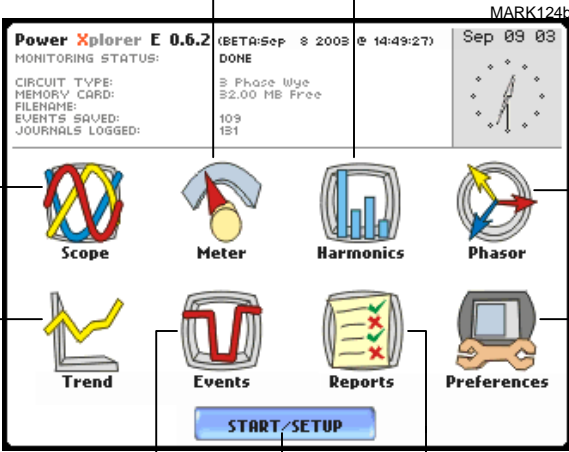 MARK124b
Power Xplorer E 0.6.2 (BETA:Sep 8 2003 @ 14:49:27)
Sep 09 03
MONITORING STATUS: DONE
CIRCUIT TYPE: 3 Phase Wye
MEMORY CARD: 32.00 MB Free
FILENAME:
EVENTS SAVED: 109
JOURNALS LOGGED: 131
Scope Meter Harmonics Phasor
Trend Events Reports Preferences
START/SETUP